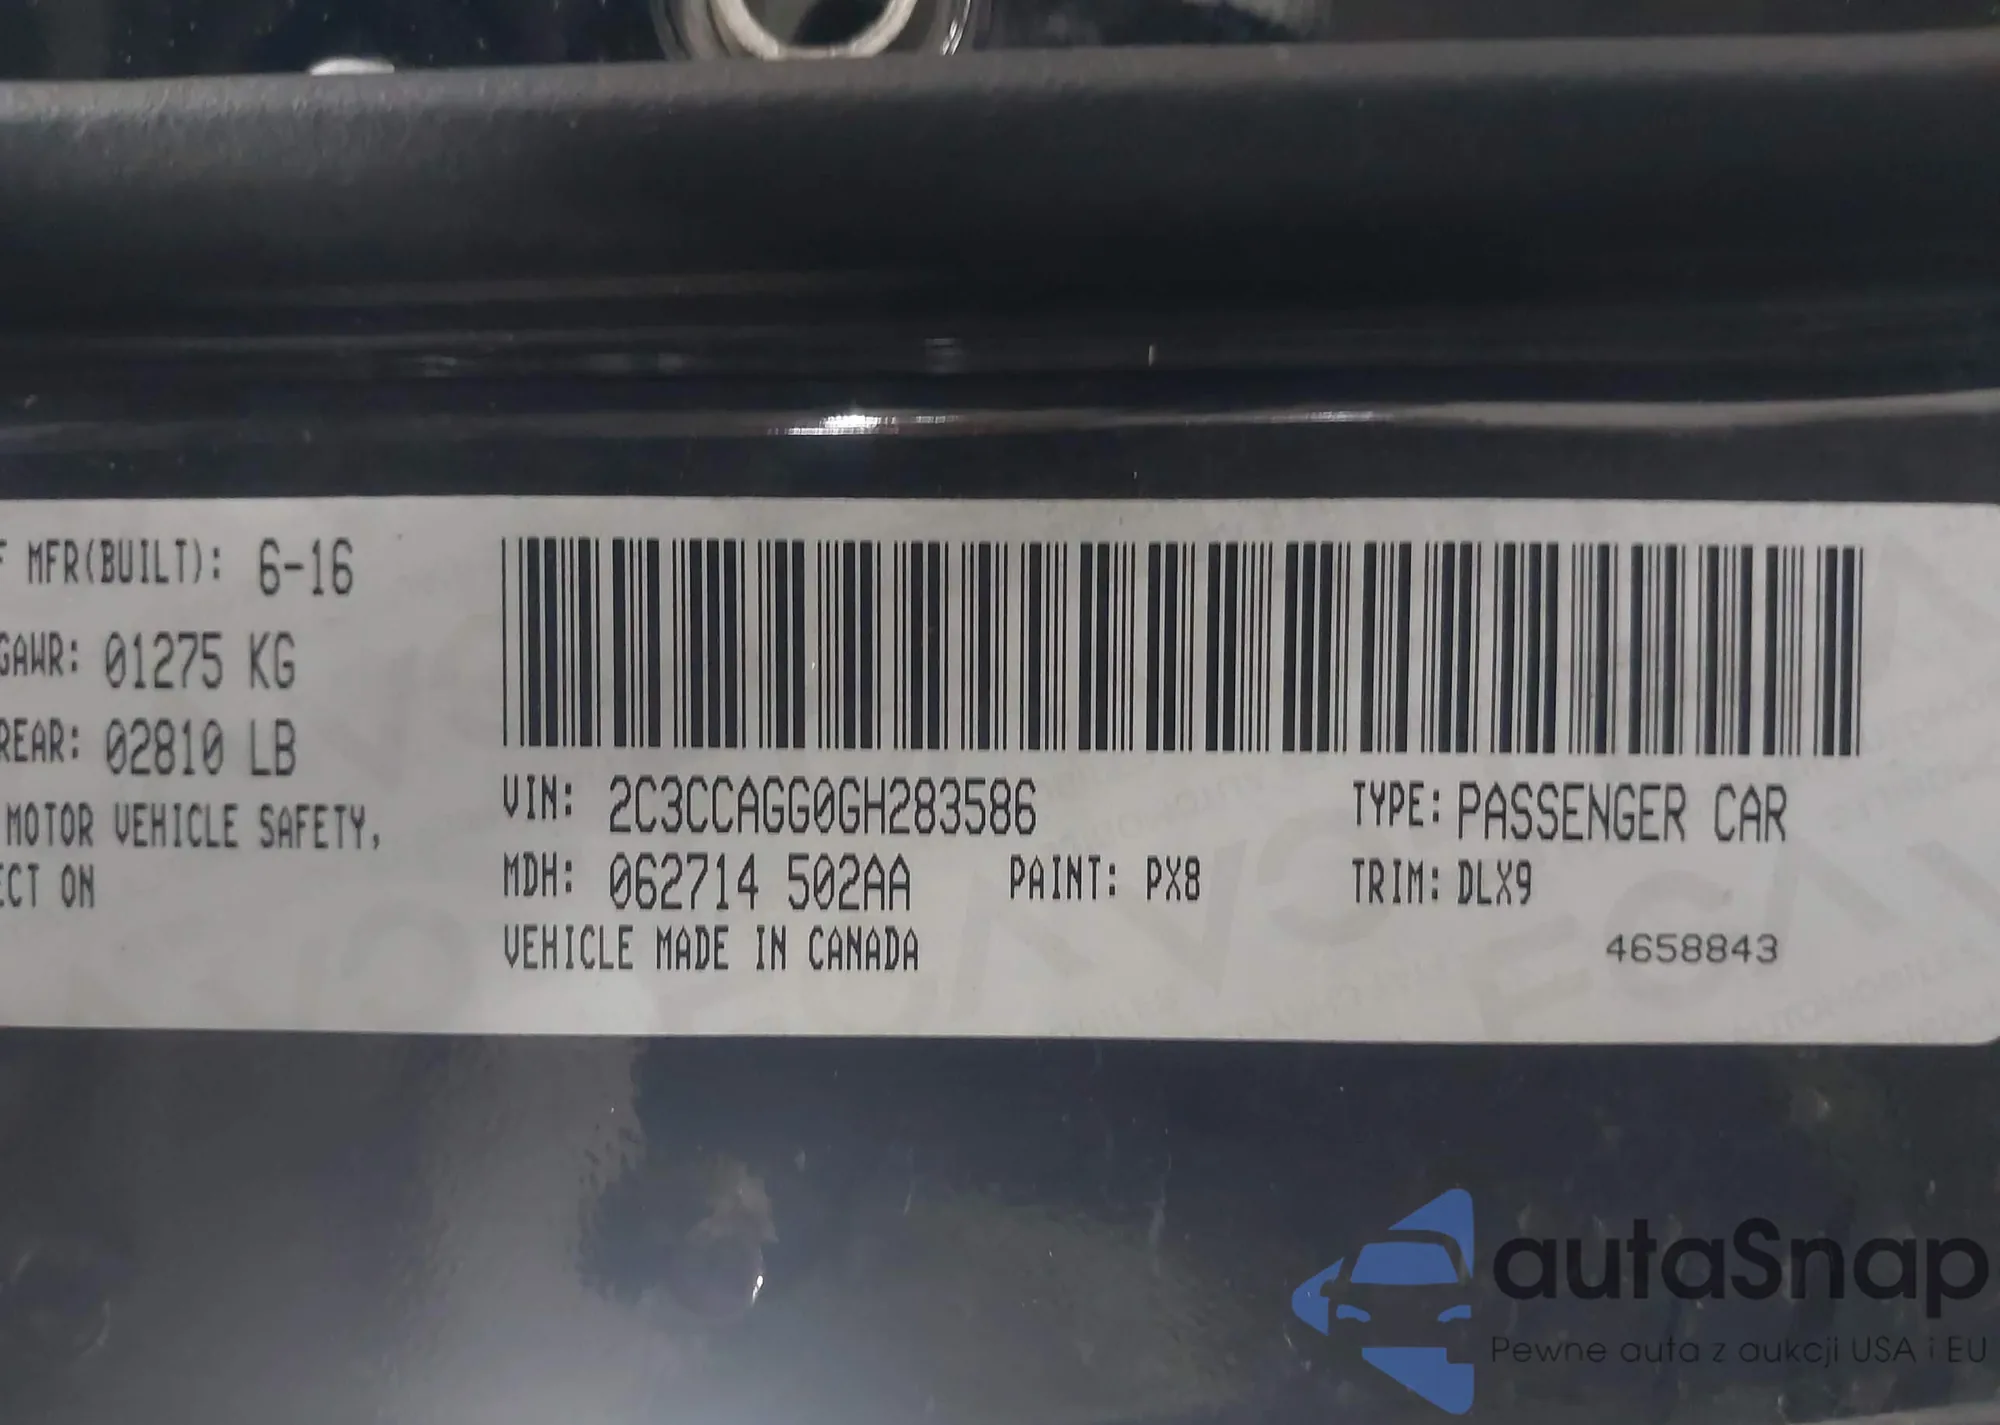 F MFR(BUILT): 6-16
GAWR: 01275 KG
REAR: 02810 LB
MOTOR VEHICLE SAFETY,
ECT ON
VIN: 2C3CCAGG0GH283586
TYPE: PASSENGER CAR
MDH: 062714 502AA
PAINT: PX8
TRIM: DLX9
VEHICLE MADE IN CANADA
4658843
autaSnap
Pewne auta z aukcji USA i EU